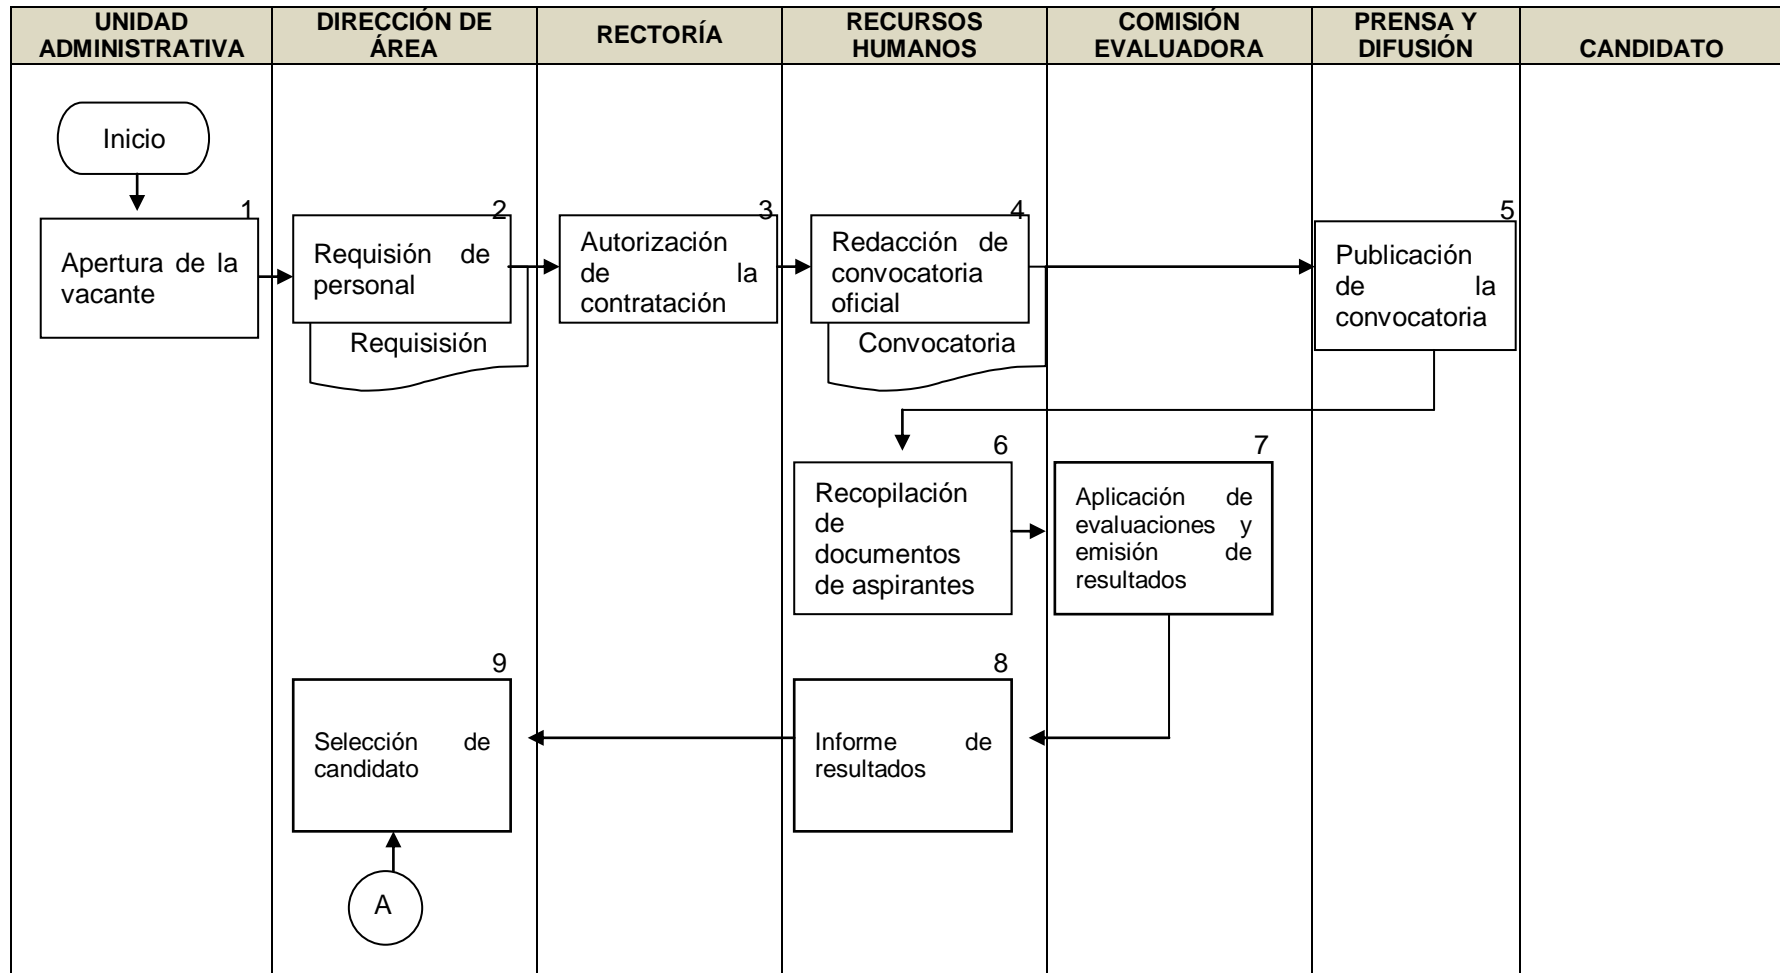 UNIDAD
ADMINISTRATIVA
DIRECCIÓN DE
ÁREA
RECTORÍA
RECURSOS
HUMANOS
COMISIÓN
EVALUADORA
PRENSA Y
DIFUSIÓN
CANDIDATO
Inicio
1
Apertura de la
vacante
2
Requisión de
personal
Requisisión
3
Autorización
de la
contratación
4
Redacción de
convocatoria
oficial
Convocatoria
5
Publicación
de la
convocatoria
6
Recopilación
de
documentos
de aspirantes
7
Aplicación de
evaluaciones y
emisión de
resultados
9
Selección de
candidato
8
Informe de
resultados
A